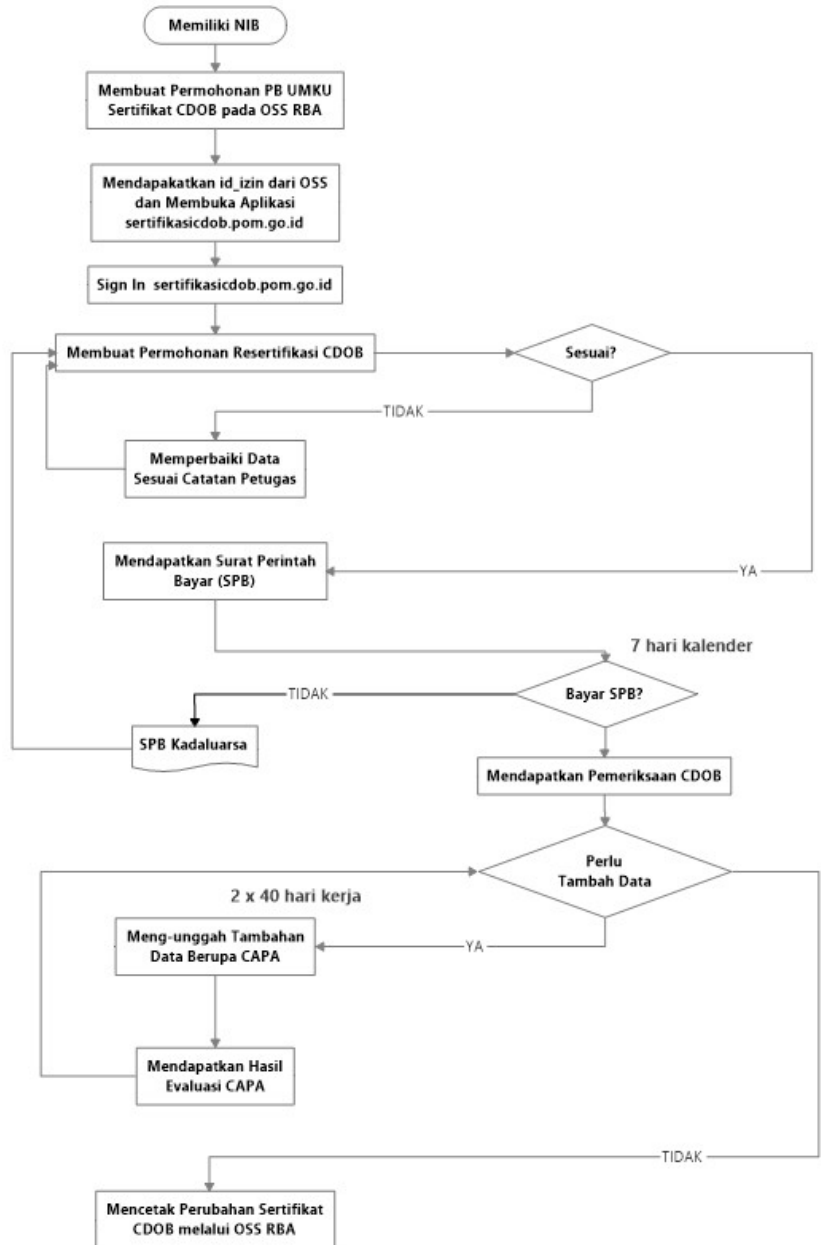 Memiliki NIB
Membuat Permohonan PB UMKU
Sertifikat CDOB pada OSS RBA
Mendapakatkan id_izin dari OSS
dan Membuka Aplikasi
sertifikasicdob.pom.go.id
Sign In sertifikasicdob.pom.go.id
Membuat Permohonan Resertifikasi CDOB
Sesuai?
TIDAK
Memperbaiki Data
Sesuai Catatan Petugas
Mendapatkan Surat Perintah
Bayar (SPB)
YA
7 hari kalender
Bayar SPB?
TIDAK
SPB Kadaluarsa
Mendapatkan Pemeriksaan CDOB
Perlu
Tambah Data
2 x 40 hari kerja
Meng-unggah Tambahan
Data Berupa CAPA
YA
Mendapatkan Hasil
Evaluasi CAPA
TIDAK
Mencetak Perubahan Sertifikat
CDOB melalui OSS RBA